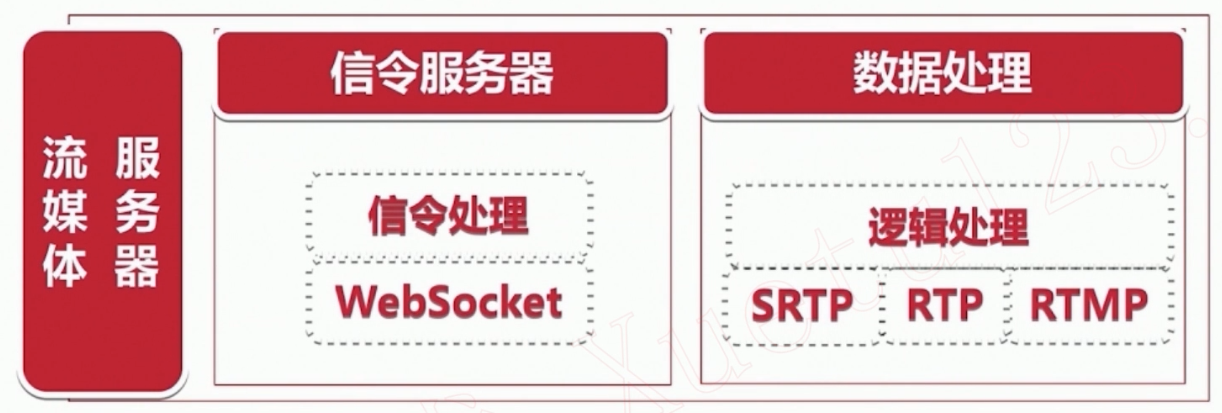 流媒体
服务器
信令服务器
数据处理
信令处理
WebSocket
逻辑处理
SRTP
RTP
RTMP